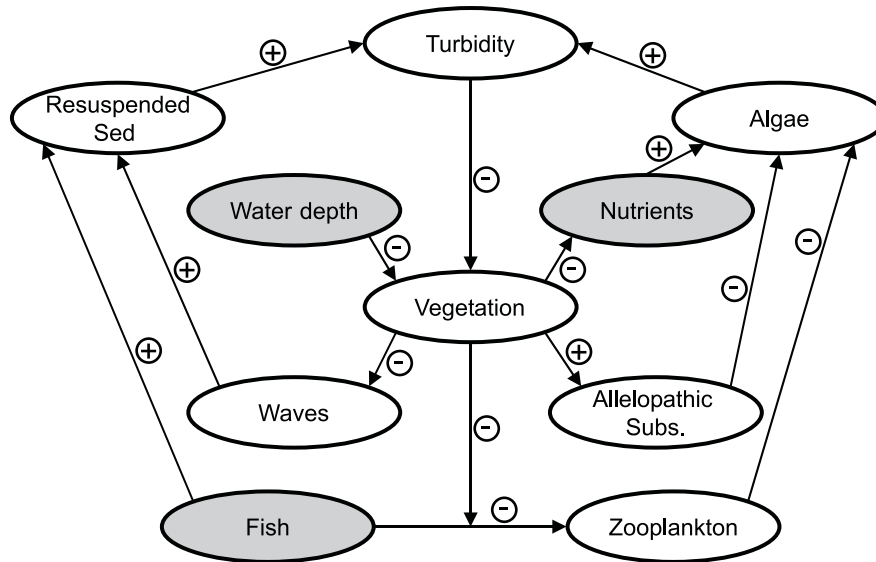 Turbidity
Resuspended
Sed
Algae
Water depth
Nutrients
Vegetation
Waves
Allelopathic
Subs.
Fish
Zooplankton
+
+
-
+
-
-
+
-
-
+
-
+
-
-